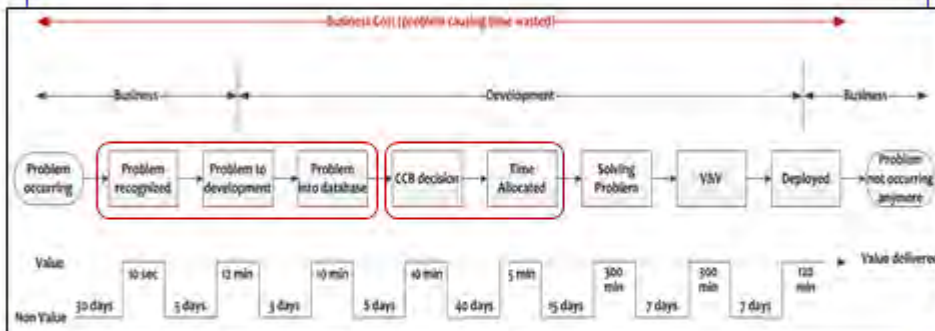 Business Cost (problem causing time wasted)
Business
Development
Business
Problem
occurring
Problem
recognized
Problem to
development
Problem
into database
CCB decision
Time
Allocated
Solving
Problem
V&V
Deployed
Problem
not occurring
anymore
Value
10 sec
12 min
10 min
10 min
5 min
300
min
300
min
120
min
Value delivered
Non Value
30 days
5 days
3 days
40 days
15 days
7 days
7 days